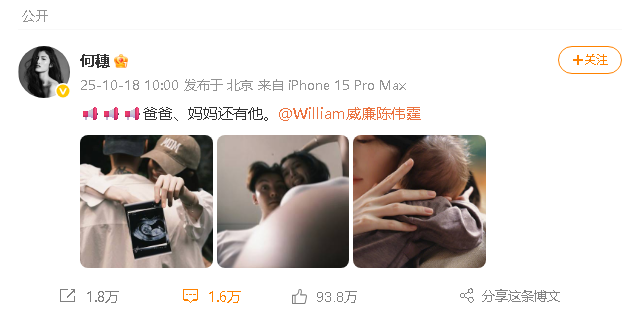 公开
何穗
+关注
25-10-18 10:00 发布于 北京 来自 iPhone 15 Pro Max
爸爸、妈妈还有他。@William威廉陈伟霆
MOM
1.8万
1.6万
93.8万
分享这条博文